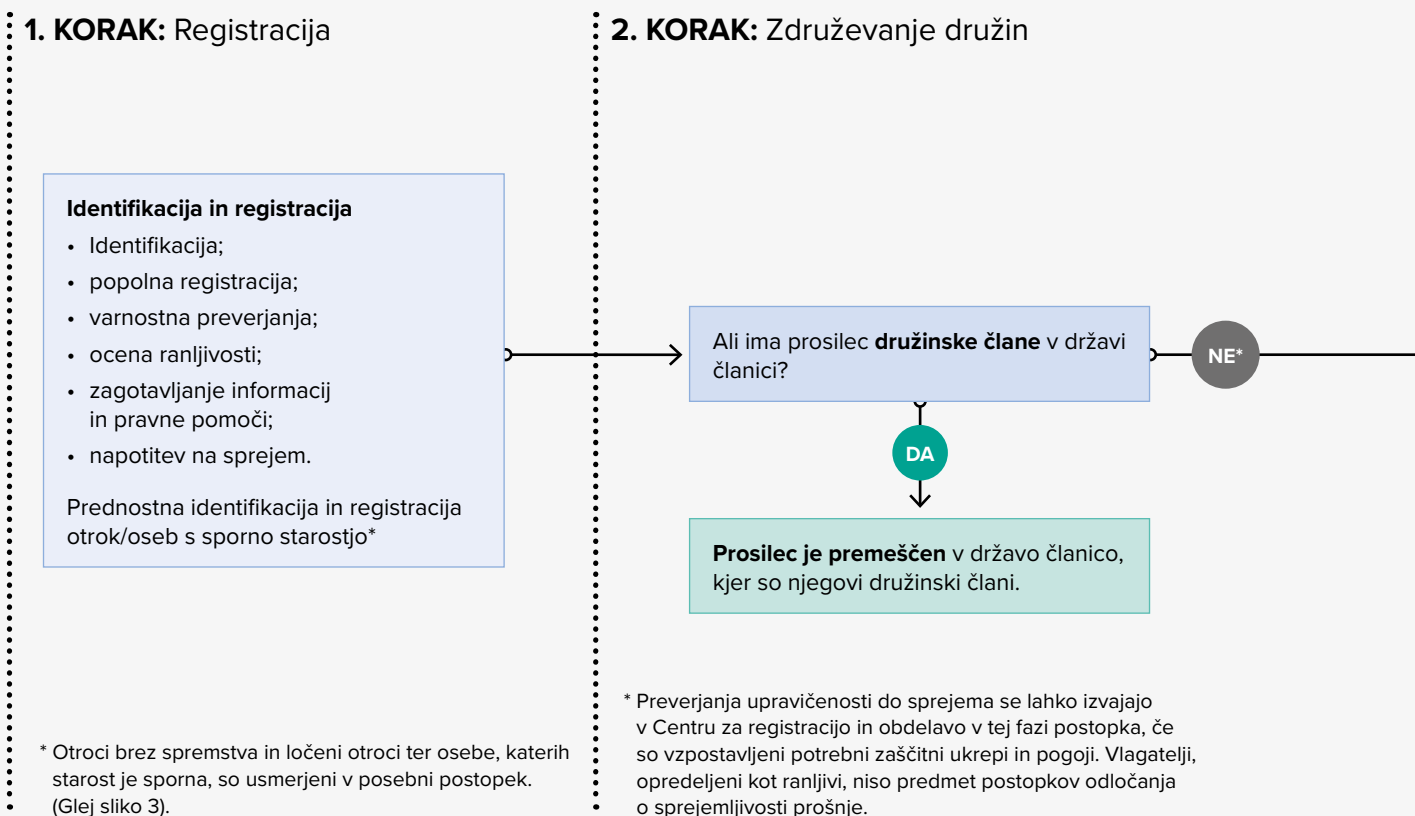 1. KORAK: Registracija
Identifikacija in registracija
• Identifikacija;
• popolna registracija;
• varnostna preverjanja;
• ocena ranljivosti;
• zagotavljanje informacij
in pravne pomoči;
• napotitev na sprejem.
Prednostna identifikacija in registracija
otrok/oseb s sporno starostjo*
* Otroci brez spremstva in ločeni otroci ter osebe, katerih
starost je sporna, so usmerjeni v posebni postopek.
(Glej sliko 3).
2. KORAK: Združevanje družin
Ali ima prosilec družinske člane v državi
članici?
NE*
DA
Prosilec je premeščen v državo članico,
kjer so njegovi družinski člani.
* Preverjanja upravičenosti do sprejema se lahko izvajajo
v Centru za registracijo in obdelavo v tej fazi postopka, če
so vzpostavljeni potrebni zaščitni ukrepi in pogoji. Vlagatelji,
opredeljeni kot ranljivi, niso predmet postopkov odločanja
o sprejemljivosti prošnje.